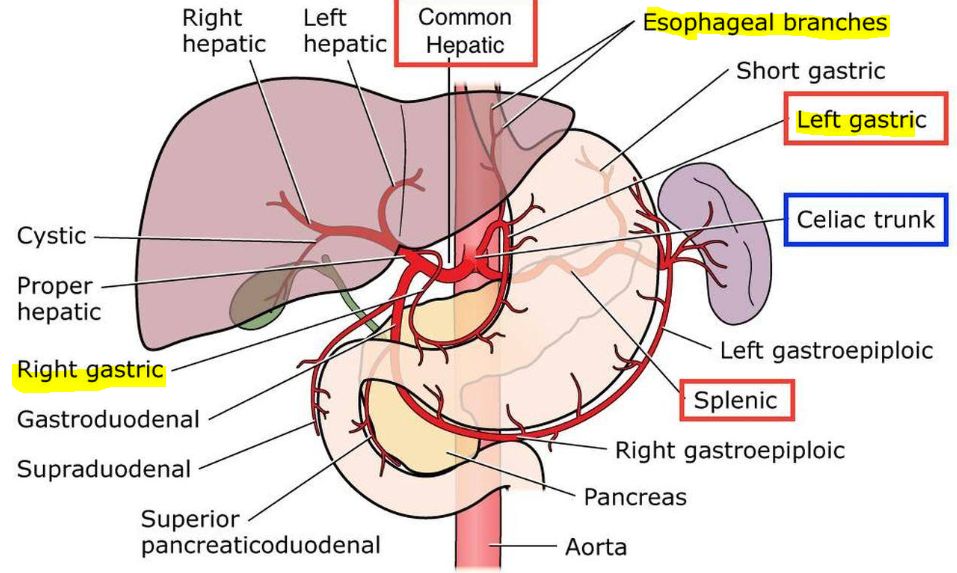 Right
hepatic
Left
hepatic
Common
Hepatic
Esophageal branches
Short gastric
Left gastric
Celiac trunk
Cystic
Proper
hepatic
Right gastric
Gastroduodenal
Supraduodenal
Superior
pancreaticoduodenal
Left gastroepiploic
Splenic
Right gastroepiploic
Pancreas
Aorta